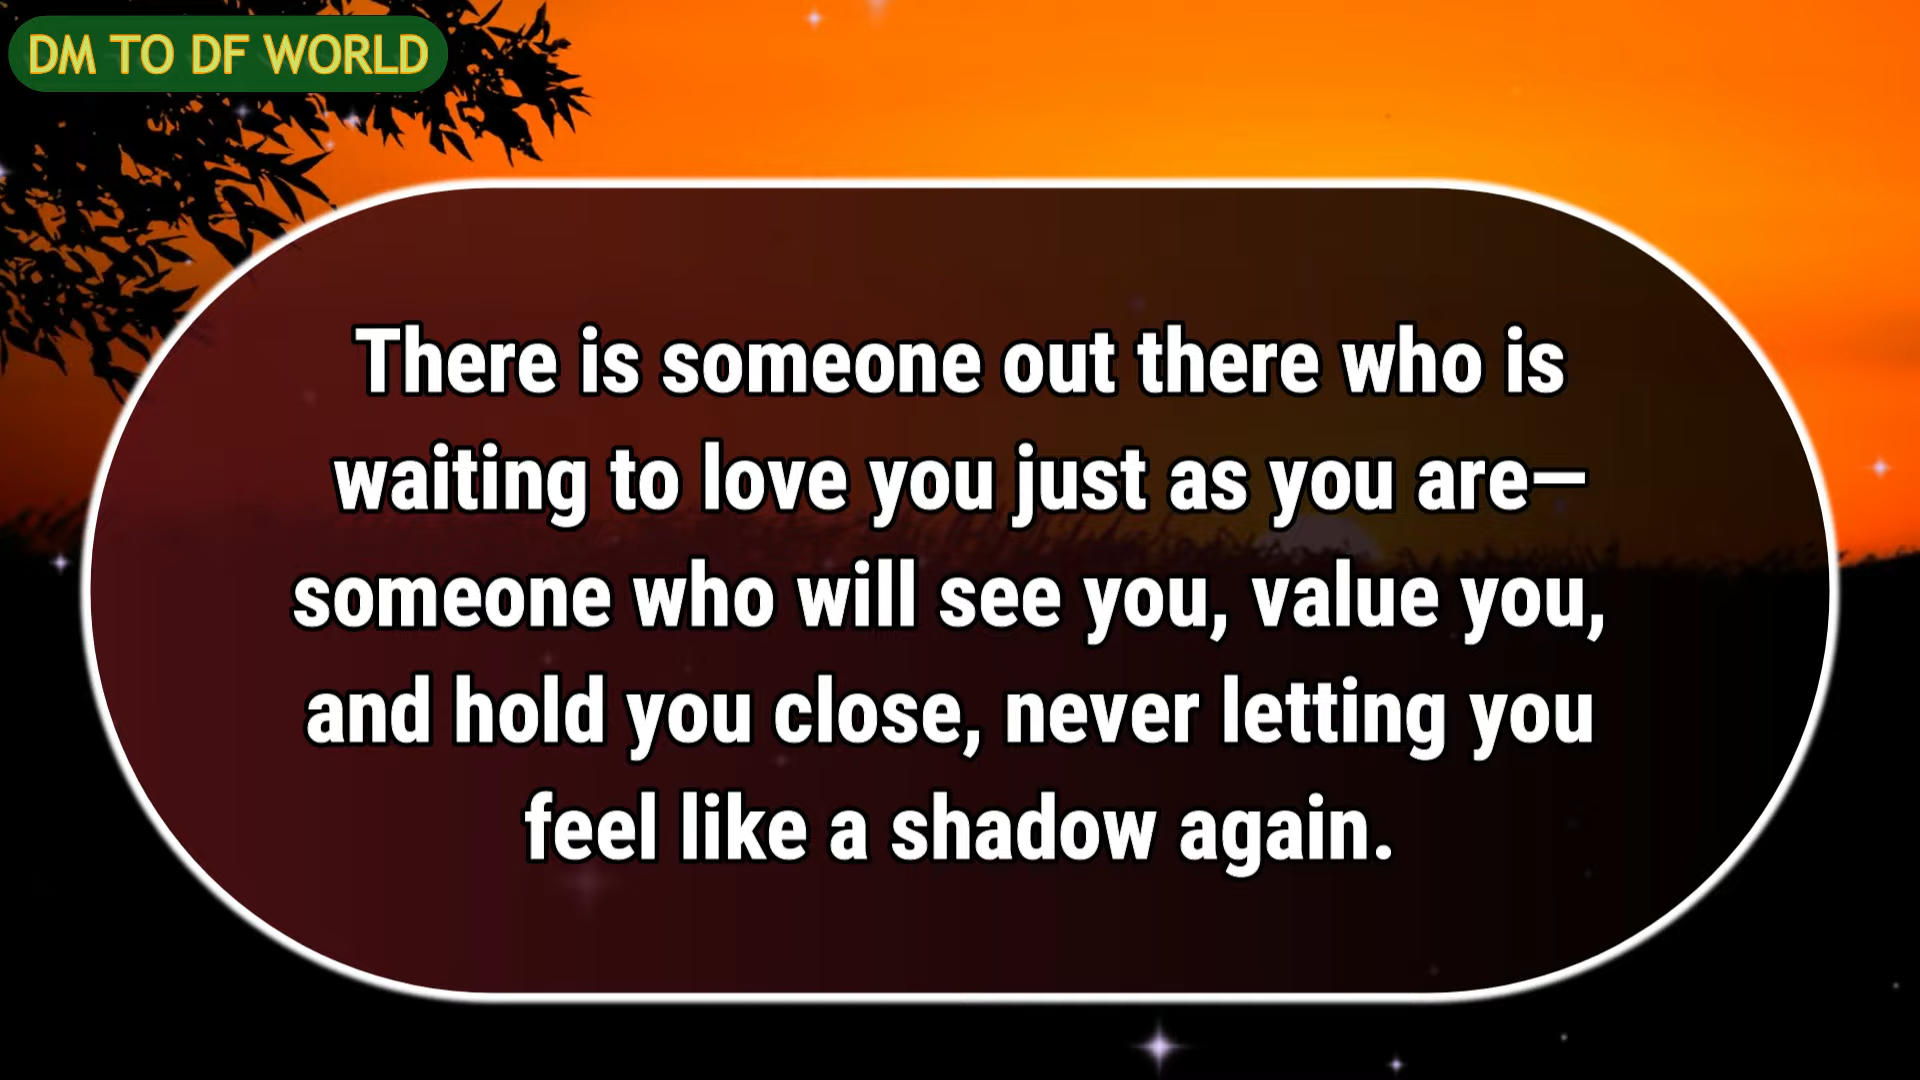 DM TO DF WORLD
There is someone out there who is
waiting to love you just as you are—
someone who will see you, value you,
and hold you close, never letting you
feel like a shadow again.